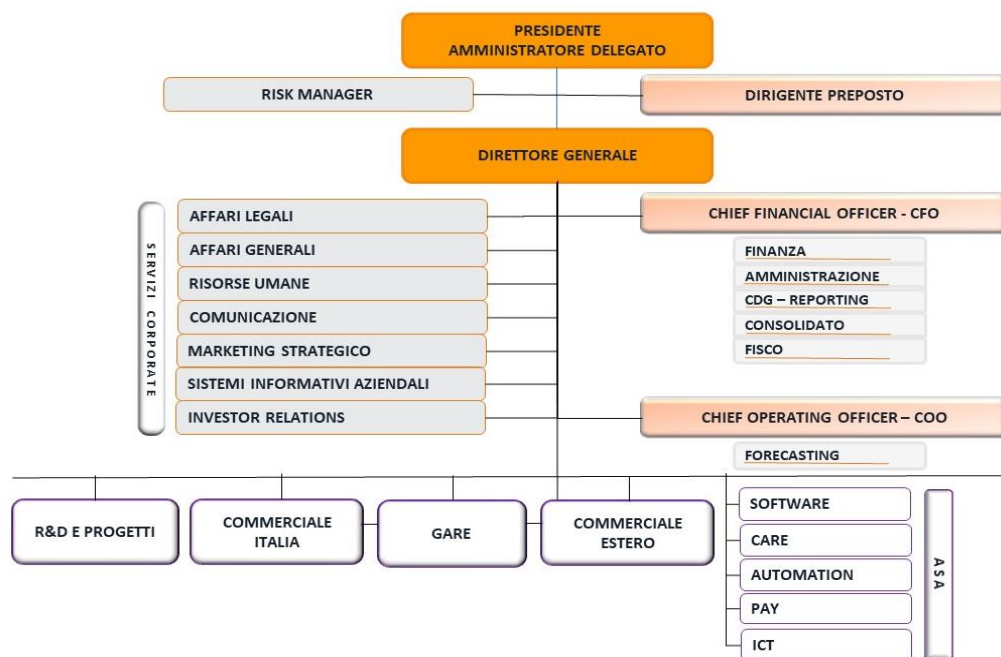 PRESIDENTE
AMMINISTRATORE DELEGATO
RISK MANAGER
DIRIGENTE PREPOSTO
DIRETTORE GENERALE
SERVIZI CORPORATE
AFFARI LEGALI
AFFARI GENERALI
RISORSE UMANE
COMUNICAZIONE
MARKETING STRATEGICO
SISTEMI INFORMATIVI AZIENDALI
INVESTOR RELATIONS
CHIEF FINANCIAL OFFICER - CFO
FINANZA
AMMINISTRAZIONE
CDG – REPORTING
CONSOLIDATO
FISCO
CHIEF OPERATING OFFICER – COO
FORECASTING
R&D E PROGETTI
COMMERCIALE
ITALIA
GARE
COMMERCIALE
ESTERO
SOFTWARE
CARE
AUTOMATION
PAY
ICT
ASA